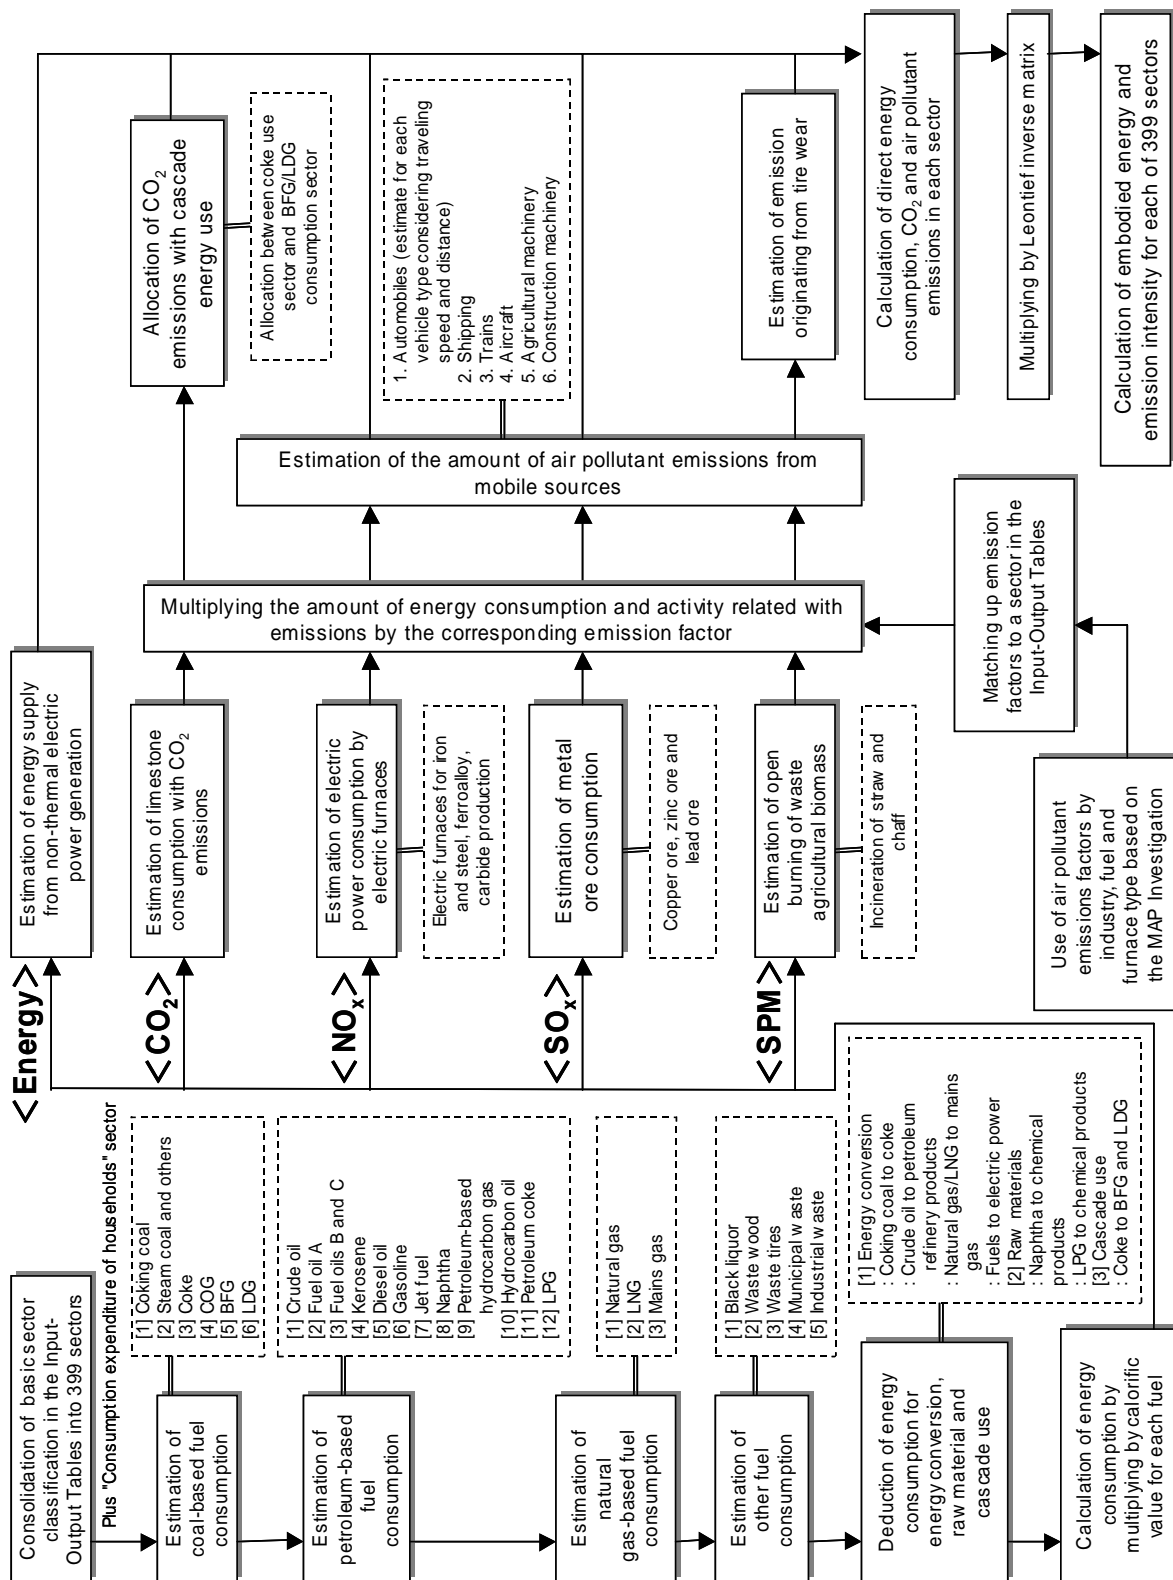 Consolidation of basic sector
classification in the Input-
Output Tables into 399 sectors
Plus "Consumption expenditure of households" sector
Estimation of
coal-based fuel
consumption
[1] Coking coal
[2] Steam coal and others
[3] Coke
[4] COG
[5] BFG
[6] LDG
Estimation of
petroleum-based
fuel
consumption
[1] Crude oil
[2] Fuel oil A
[3] Fuel oils B and C
[4] Kerosene
[5] Diesel oil
[6] Gasoline
[7] Jet fuel
[8] Naphtha
[9] Petroleum-based
hydrocarbon gas
[10] Hydrocarbon oil
[11] Petroleum coke
[12] LPG
Estimation of
natural
gas-based fuel
consumption
[1] Natural gas
[2] LNG
[3] Mains gas
Estimation of
other fuel
consumption
[1] Black liquor
[2] Waste wood
[3] Waste tires
[4] Municipal waste
[5] Industrial waste
Deduction of energy
consumption for
energy conversion,
raw material and
cascade use
[1] Energy conversion
: Coking coal to coke
: Crude oil to petroleum
refinery products
: Natural gas/LNG to mains
gas
: Fuels to electric power
[2] Raw materials
: Naphtha to chemical
products
: LPG to chemical products
[3] Cascade use
: Coke to BFG and LDG
Calculation of energy
consumption by
multiplying by calorific
value for each fuel
<Energy>
Estimation of energy supply
from non-thermal electric
power generation
<CO₂>
Estimation of limestone
consumption with CO₂
emissions
<NOₓ>
Estimation of electric
power consumption by
electric furnaces
Electric furnaces for iron
and steel, ferroalloy,
carbide production
<SOₓ>
Estimation of metal
ore consumption
Copper ore, zinc ore and
lead ore
<SPM>
Estimation of open
burning of waste
agricultural biomass
Incineration of straw and
chaff
Use of air pollutant
emissions factors by
industry, fuel and
furnace type based on
the MAP Investigation
Matching up emission
factors to a sector in the
Input-Output Tables
Multiplying the amount of energy consumption and activity related with
emissions by the corresponding emission factor
Estimation of the amount of air pollutant emissions from
mobile sources
1. Automobiles (estimate for each
vehicle type considering traveling
speed and distance)
2. Shipping
3. Trains
4. Aircraft
5. Agricultural machinery
6. Construction machinery
Allocation of CO₂
emissions with cascade
energy use
Allocation between coke use
sector and BFG/LDG
consumption sector
Estimation of emission
originating from tire wear
Calculation of direct energy
consumption, CO₂ and air pollutant
emissions in each sector
Multiplying by Leontief inverse matrix
Calculation of embodied energy and
emission intensity for each of 399 sectors